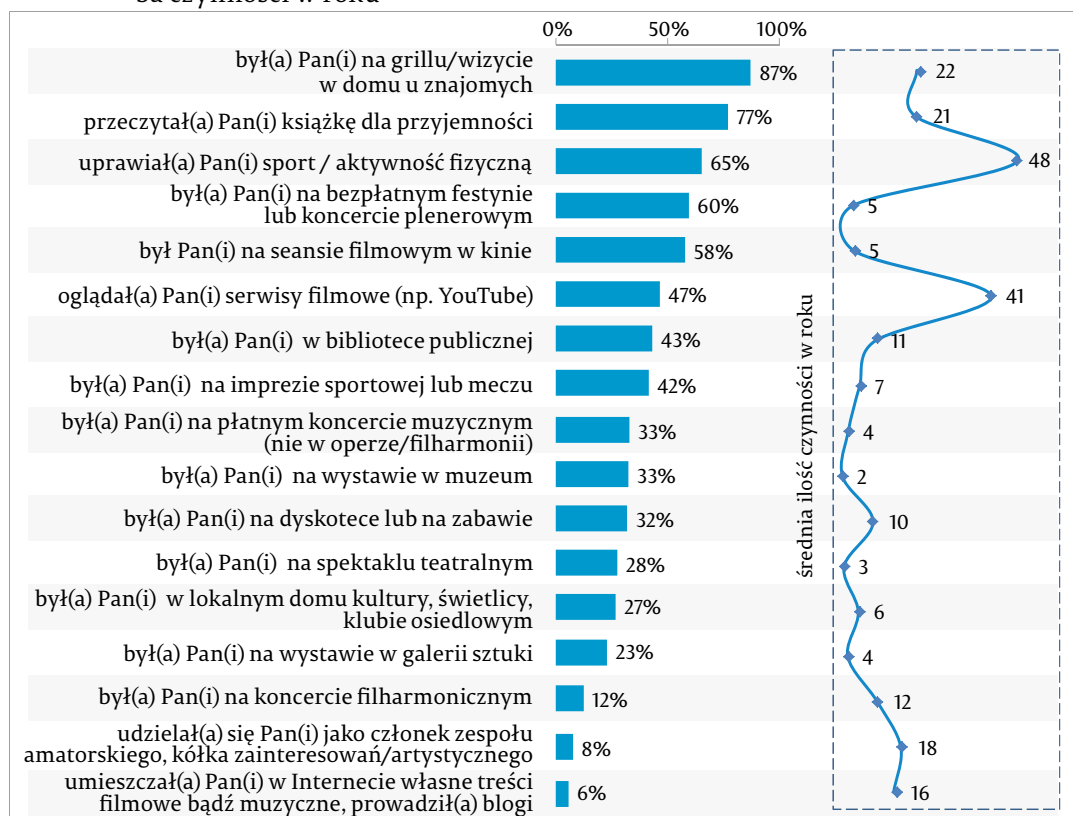 0% 50% 100%
był(a) Pan(i) na grillu/wizycie
w domu u znajomych
87%
22
przeczytał(a) Pan(i) książkę dla przyjemności
77%
21
uprawiał(a) Pan(i) sport / aktywność fizyczną
65%
48
był(a) Pan(i) na bezpłatnym festynie
lub koncercie plenerowym
60%
5
był Pan(i) na seansie filmowym w kinie
58%
5
oglądał(a) Pan(i) serwisy filmowe (np. YouTube)
47%
41
był(a) Pan(i) w bibliotece publicznej
43%
11
był(a) Pan(i) na imprezie sportowej lub meczu
42%
7
był(a) Pan(i) na płatnym koncercie muzycznym
(nie w operze/filharmonii)
33%
4
był(a) Pan(i) na wystawie w muzeum
33%
2
był(a) Pan(i) na dyskotece lub na zabawie
32%
10
był(a) Pan(i) na spektaklu teatralnym
28%
3
był(a) Pan(i) w lokalnym domu kultury, świetlicy,
klubie osiedlowym
27%
6
był(a) Pan(i) na wystawie w galerii sztuki
23%
4
był(a) Pan(i) na koncercie filharmonicznym
12%
12
udzielał(a) się Pan(i) jako członek zespołu
amatorskiego, kółka zainteresowań/artystycznego
8%
18
umieszczał(a) Pan(i) w Internecie własne treści
filmowe bądź muzyczne, prowadził(a) blogi
6%
16
średnia ilość czynności w roku